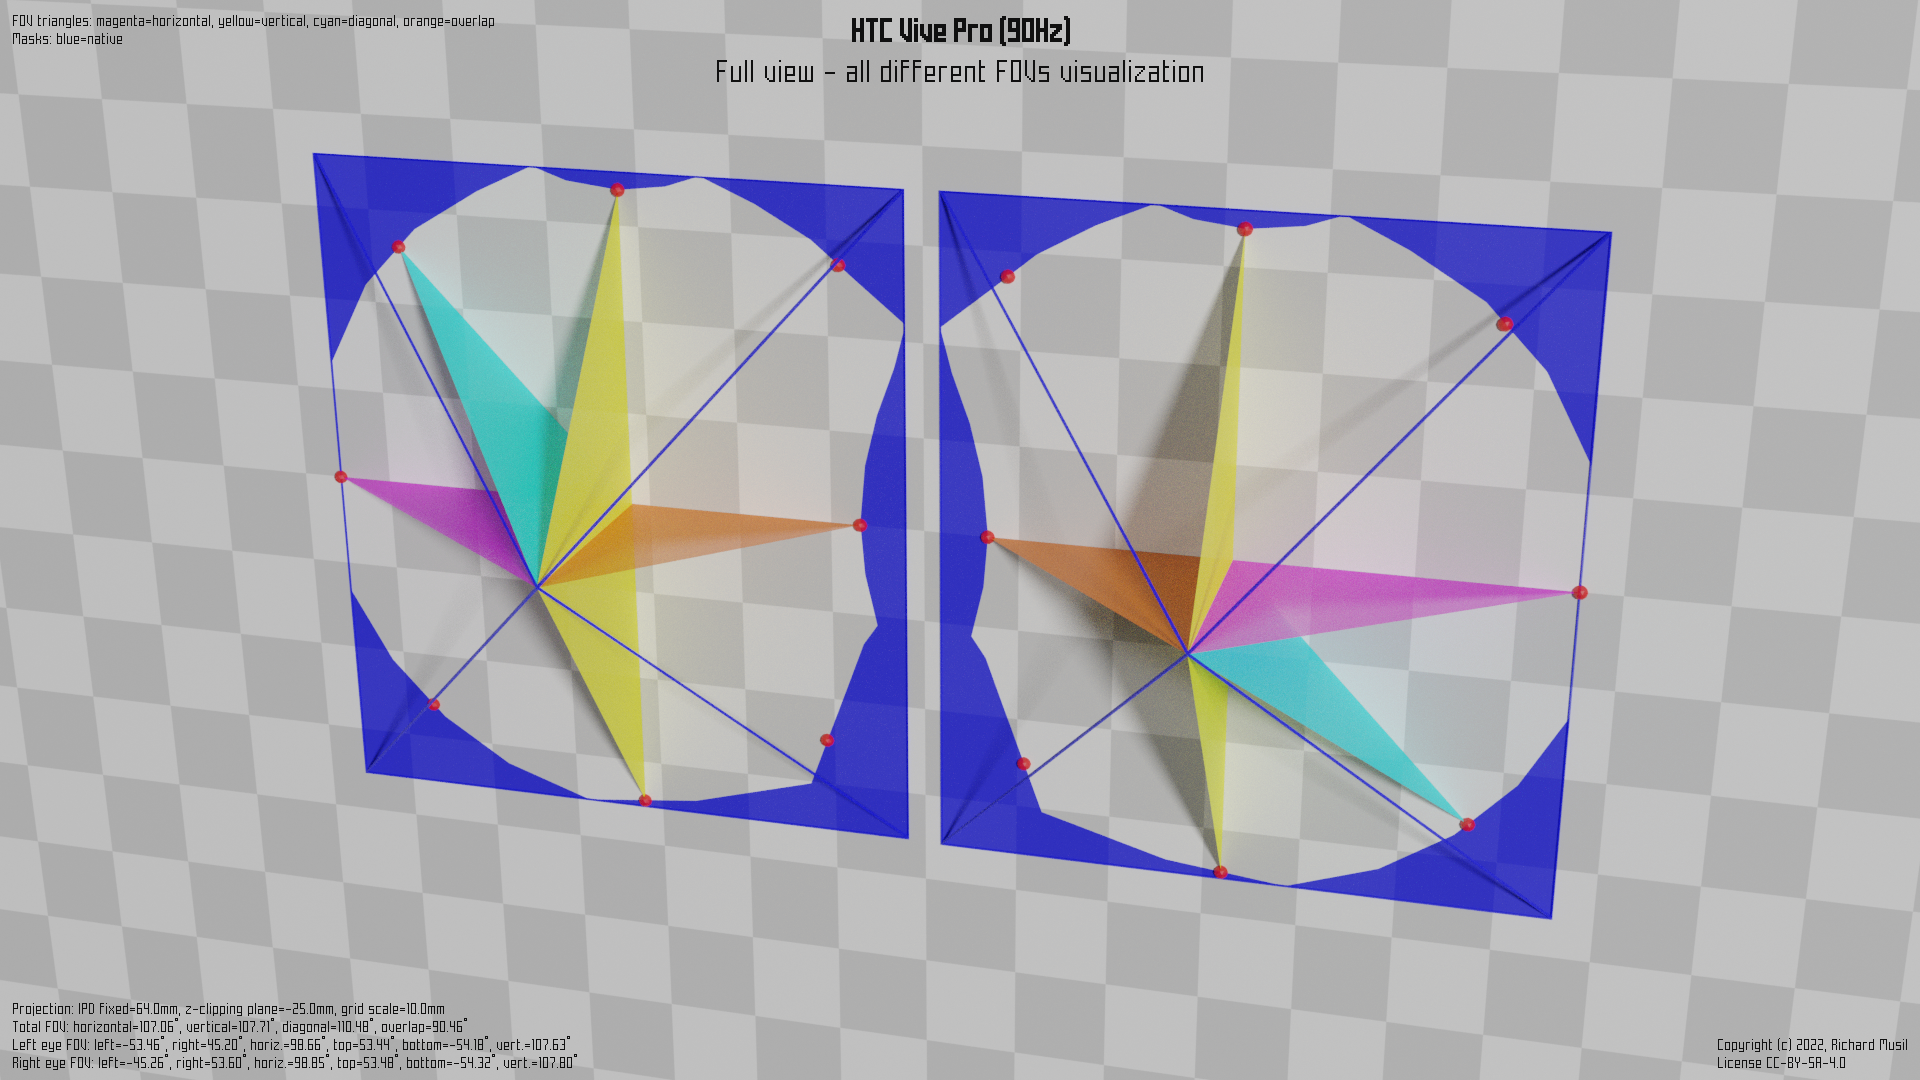 FOV triangles: magenta=horizontal, yellow=vertical, cyan=diagonal, orange=overlap
Masks: blue=native
HTC Vive Pro (90Hz)
Full view - all different FOVs visualization
Projection: IPD fixed=64.0mm, z-clipping plane=-25.0mm, grid scale=10.0mm
Total FOV: horizontal=107.06°, vertical=107.71°, diagonal=110.48°, overlap=90.46°
Left eye FOV: left=-53.46°, right=45.20°, horiz.=98.66°, top=53.44°, bottom=-54.18°, vert.=107.63°
Right eye FOV: left=-45.26°, right=53.60°, horiz.=98.85°, top=53.48°, bottom=-54.32°, vert.=107.80°
Copyright (c) 2022, Richard Musil
License CC-BY-SA-4.0